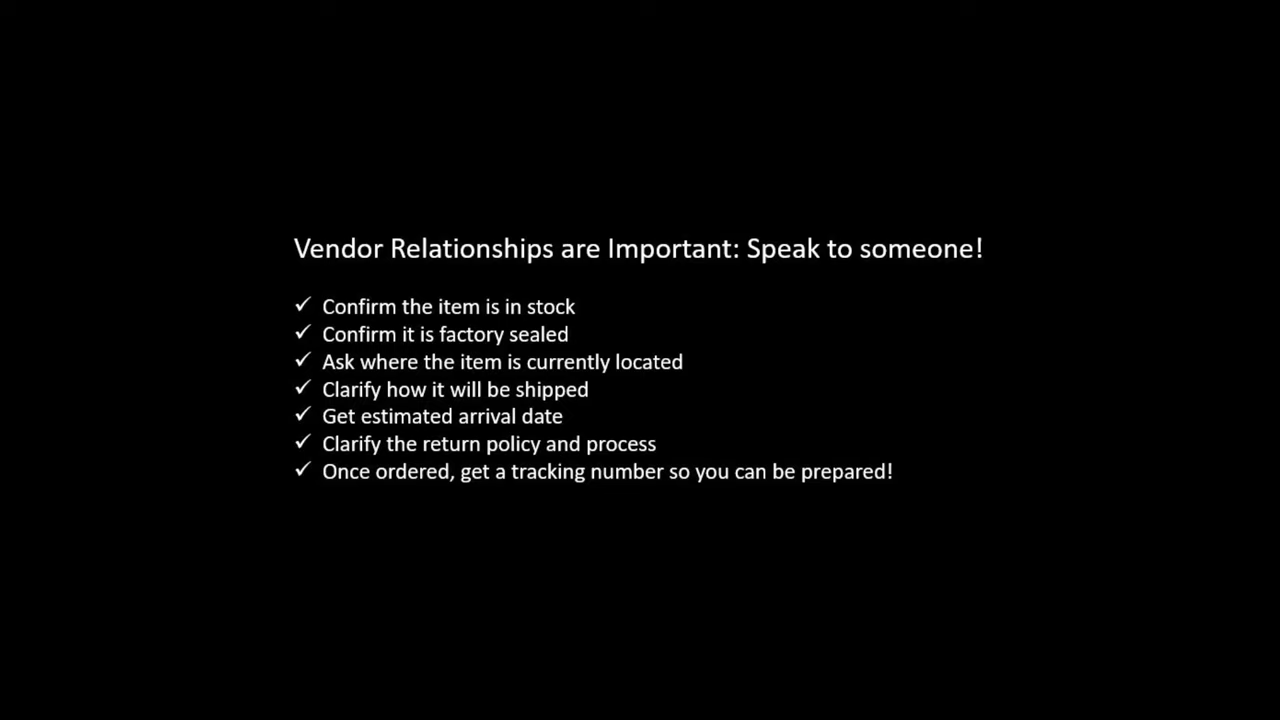 Vendor Relationships are Important: Speak to someone!
✓ Confirm the item is in stock
✓ Confirm it is factory sealed
✓ Ask where the item is currently located
✓ Clarify how it will be shipped
✓ Get estimated arrival date
✓ Clarify the return policy and process
✓ Once ordered, get a tracking number so you can be prepared!